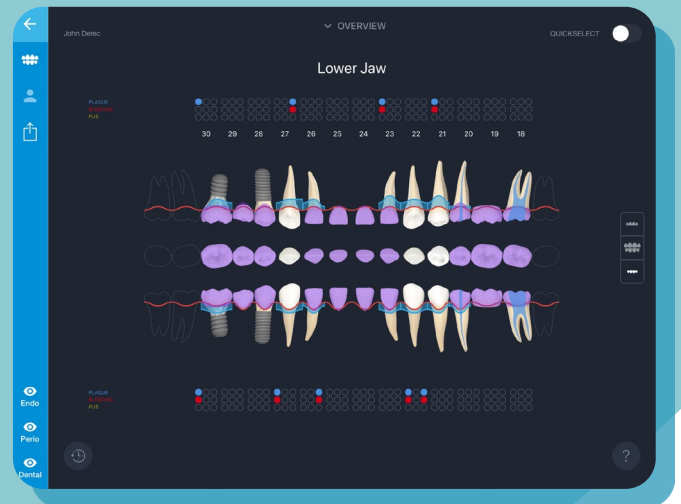 OVERVIEW
John Derec
QUICKSELECT
Lower Jaw
PLAQUE
BLEEDING
PUS
30 29 28 27 26 25 24 23 22 21 20 19 18
PLAQUE
BLEEDING
PUS
Endo
Perio
Dental
?